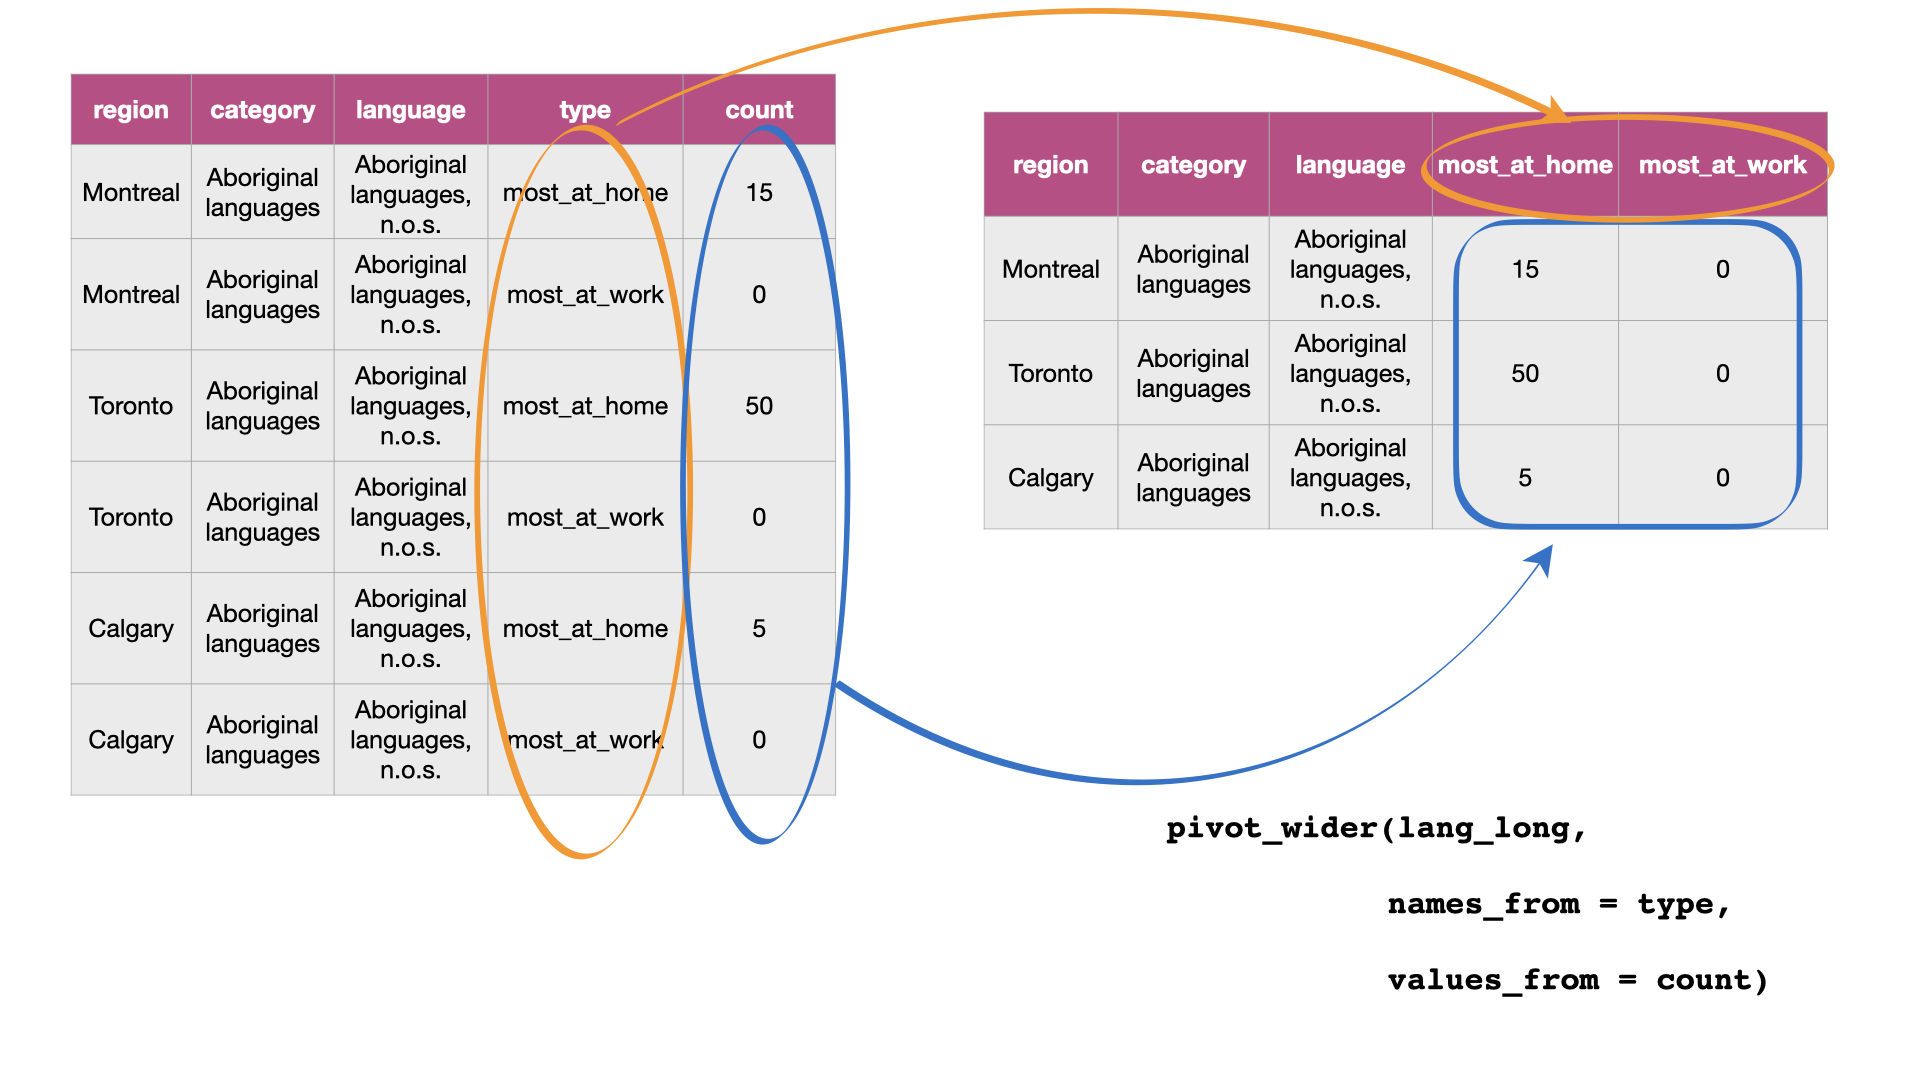 region category language type count
Montreal Aboriginal languages Aboriginal languages, n.o.s. most_at_home 15
Montreal Aboriginal languages Aboriginal languages, n.o.s. most_at_work 0
Toronto Aboriginal languages Aboriginal languages, n.o.s. most_at_home 50
Toronto Aboriginal languages Aboriginal languages, n.o.s. most_at_work 0
Calgary Aboriginal languages Aboriginal languages, n.o.s. most_at_home 5
Calgary Aboriginal languages Aboriginal languages, n.o.s. most_at_work 0
region category language most_at_home most_at_work
Montreal Aboriginal languages Aboriginal languages, n.o.s. 15 0
Toronto Aboriginal languages Aboriginal languages, n.o.s. 50 0
Calgary Aboriginal languages Aboriginal languages, n.o.s. 5 0
pivot_wider(lang_long,
names_from = type,
values_from = count)